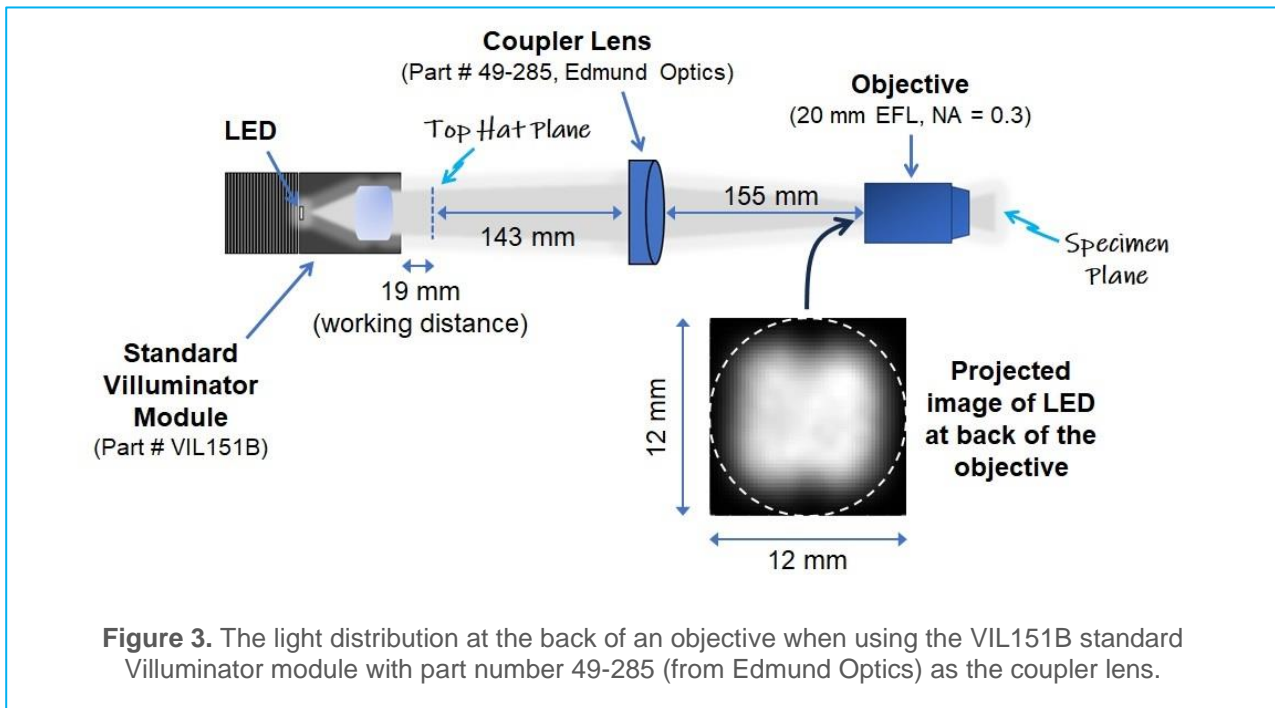 Coupler Lens
(Part # 49-285, Edmund Optics)
Objective
(20 mm EFL, NA = 0.3)
LED
Top Hat Plane
155 mm
143 mm
Specimen
Plane
19 mm
(working distance)
Standard
Villuminator
Module
(Part # VIL151B)
12 mm
Projected
image of LED
at back of the
objective
12 mm
Figure 3. The light distribution at the back of an objective when using the VIL151B standard
Villuminator module with part number 49-285 (from Edmund Optics) as the coupler lens.